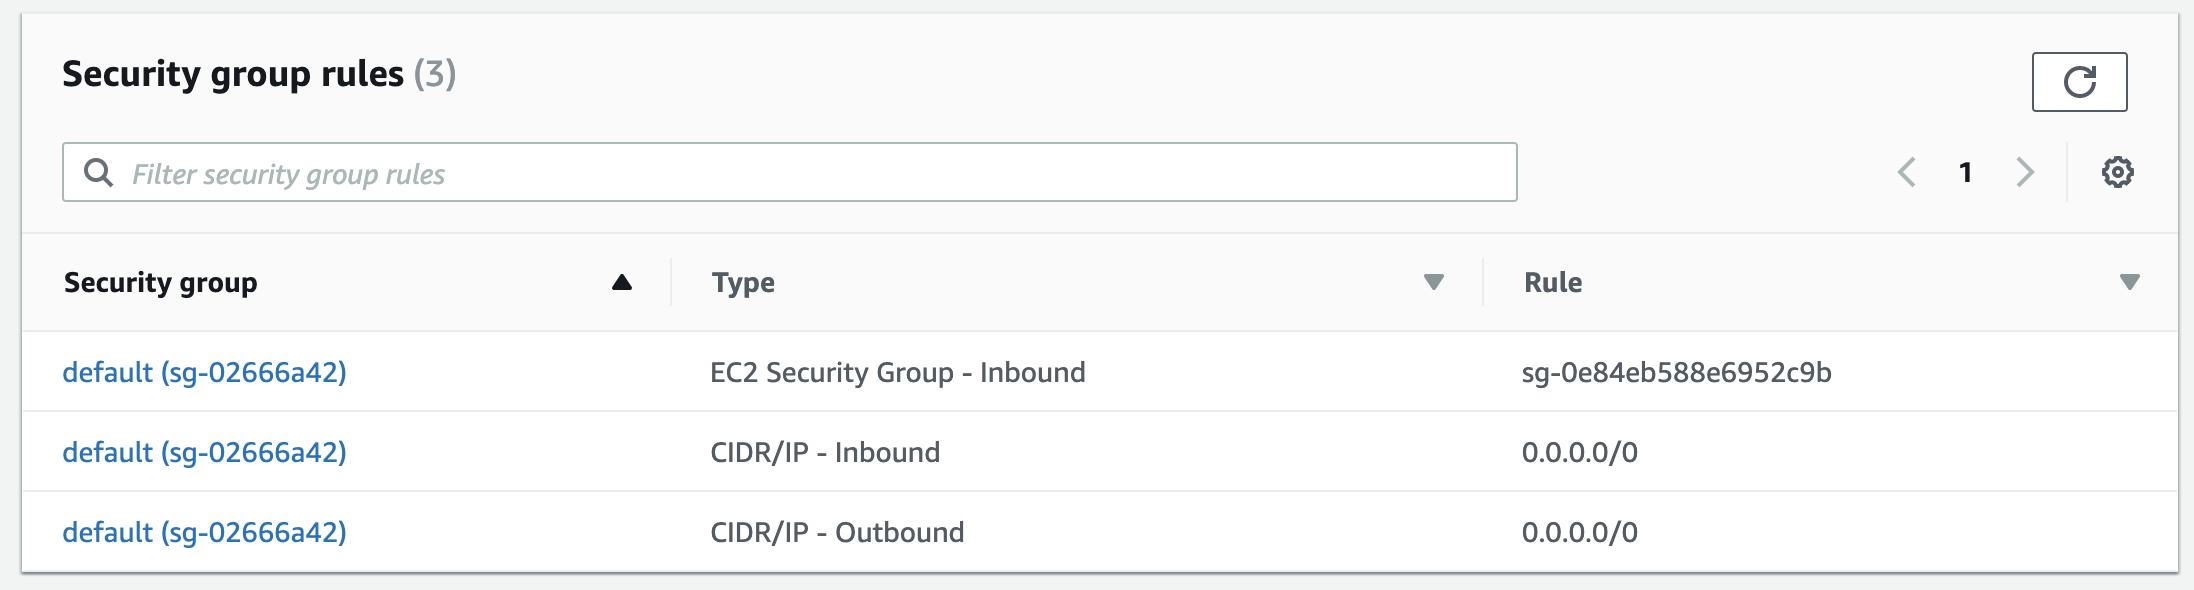 Security group rules (3)
Filter security group rules
1
Security group Type Rule
default (sg-02666a42) EC2 Security Group - Inbound sg-0e84eb588e6952c9b
default (sg-02666a42) CIDR/IP - Inbound 0.0.0.0/0
default (sg-02666a42) CIDR/IP - Outbound 0.0.0.0/0